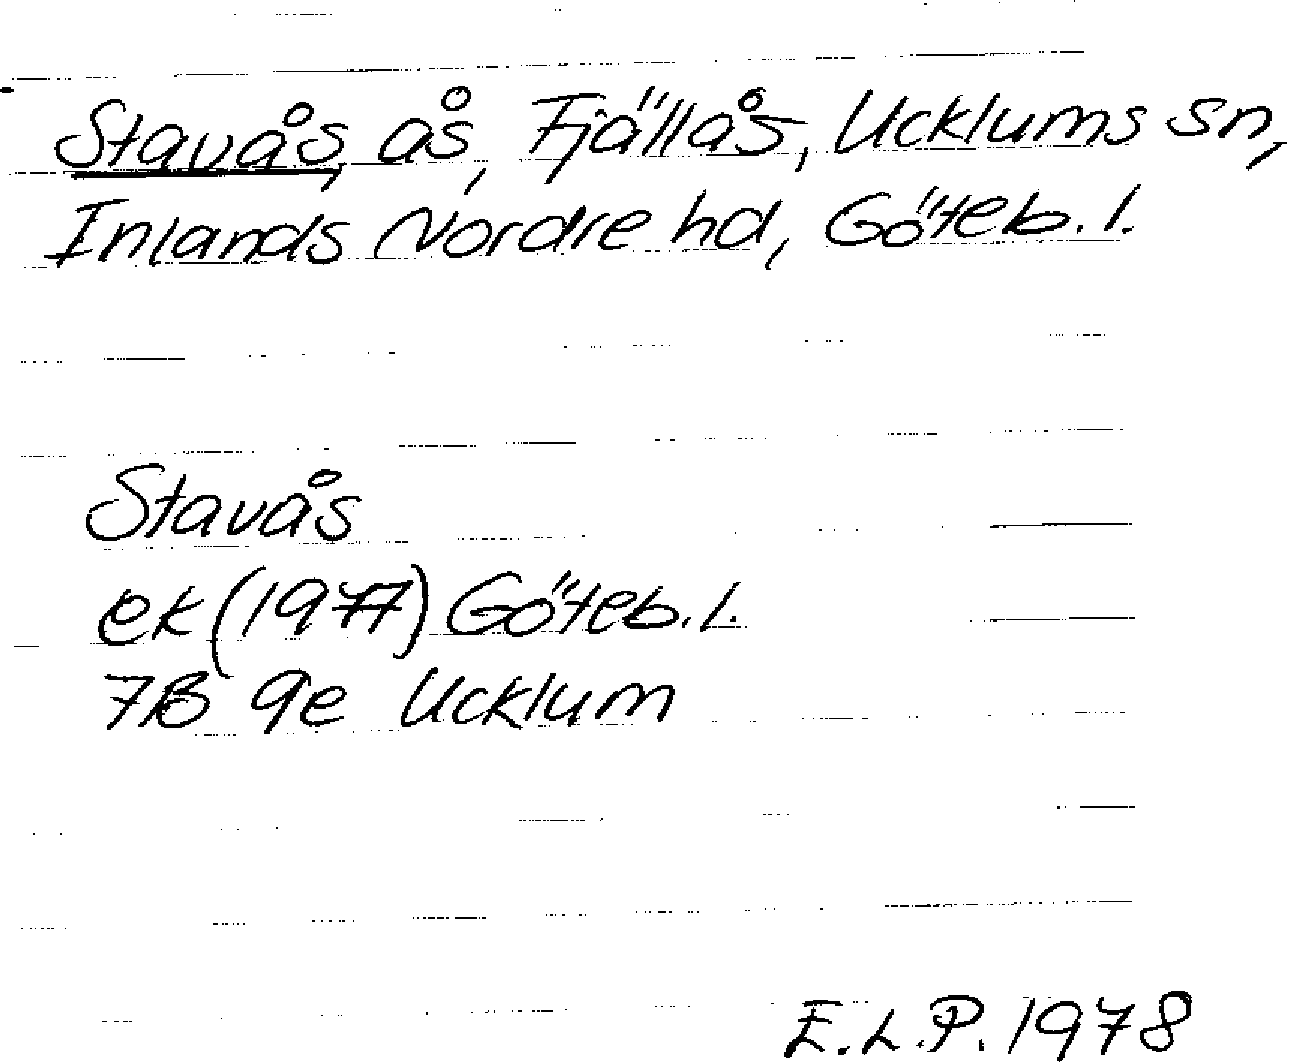 Stavås, ås, Fjällås, Ucklums sn,
Inlands Nordre hd, Göteb. l.
Stavås
ek (1977) Göteb. l.
7B 9e Ucklum
E.L.P. 1978